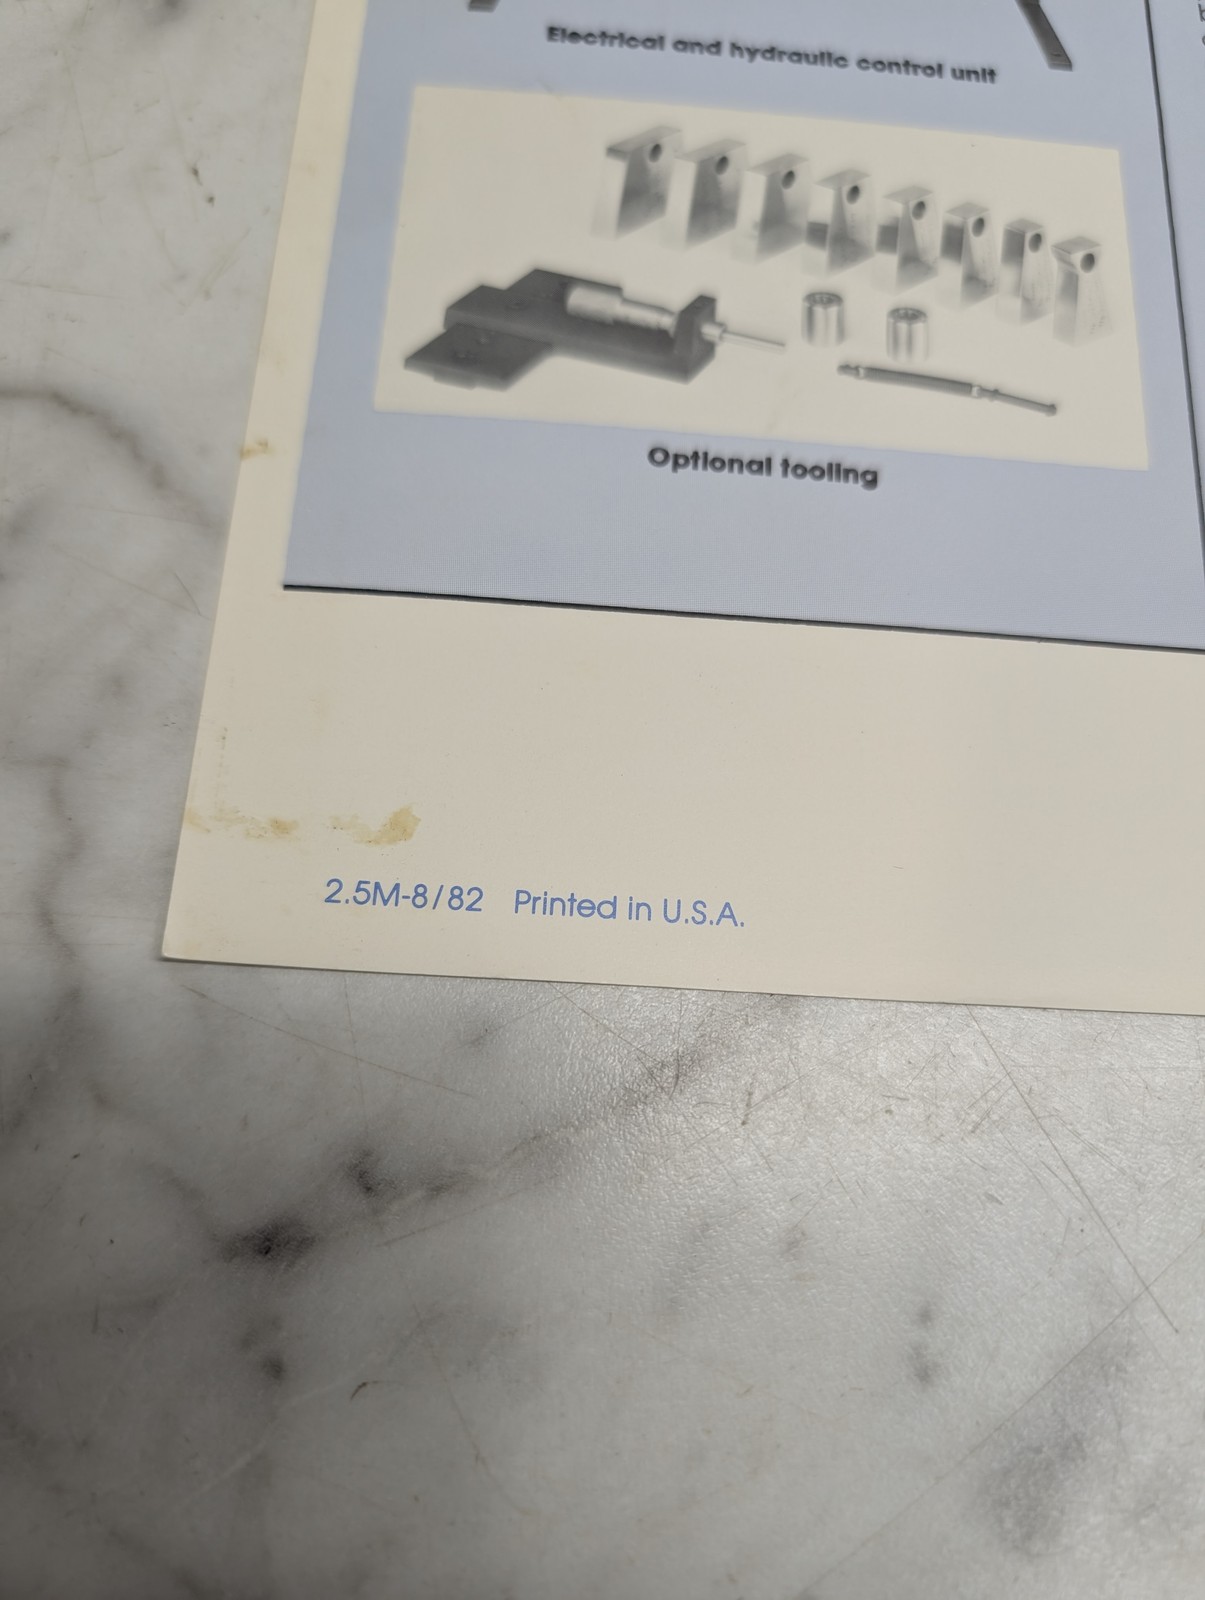 Electrical and hydraulic control unit
Optional tooling
2.5M-8/82 Printed in U.S.A.